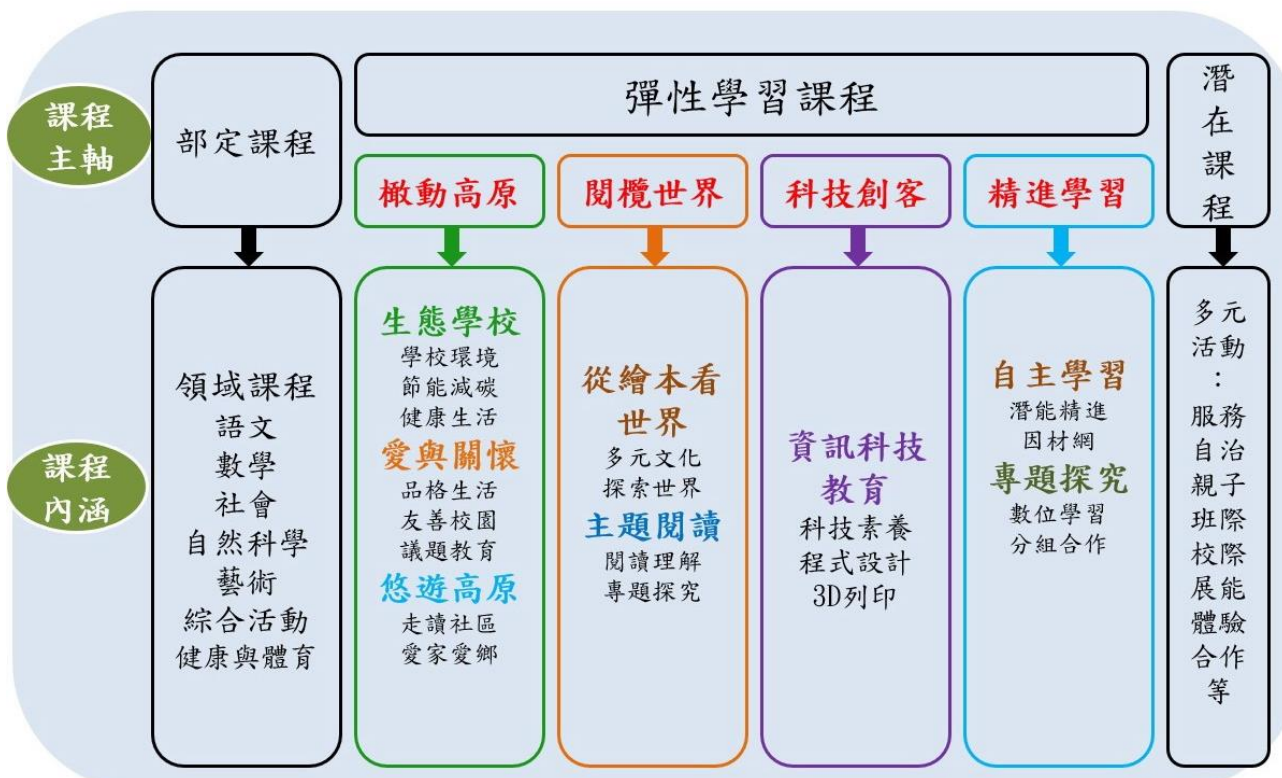 課程
主軸
部定課程
彈性學習課程
潛
在
課
程
橄動高原
閱欖世界
科技創客
精進學習
課程
內涵
領域課程
語文
數學
社會
自然科學
藝術
綜合活動
健康與體育
生態學校
學校環境
節能減碳
健康生活
愛與關懷
品格生活
友善校園
議題教育
悠遊高原
走讀社區
愛家愛鄉
從繪本看
世界
多元文化
探索世界
主題閱讀
閱讀理解
專題探究
資訊科技
教育
科技素養
程式設計
3D列印
自主學習
潛能精進
因材網
專題探究
數位學習
分組合作
多元
活動
:
服務
自治
親子
班際
校際
展能
體驗
合作
等